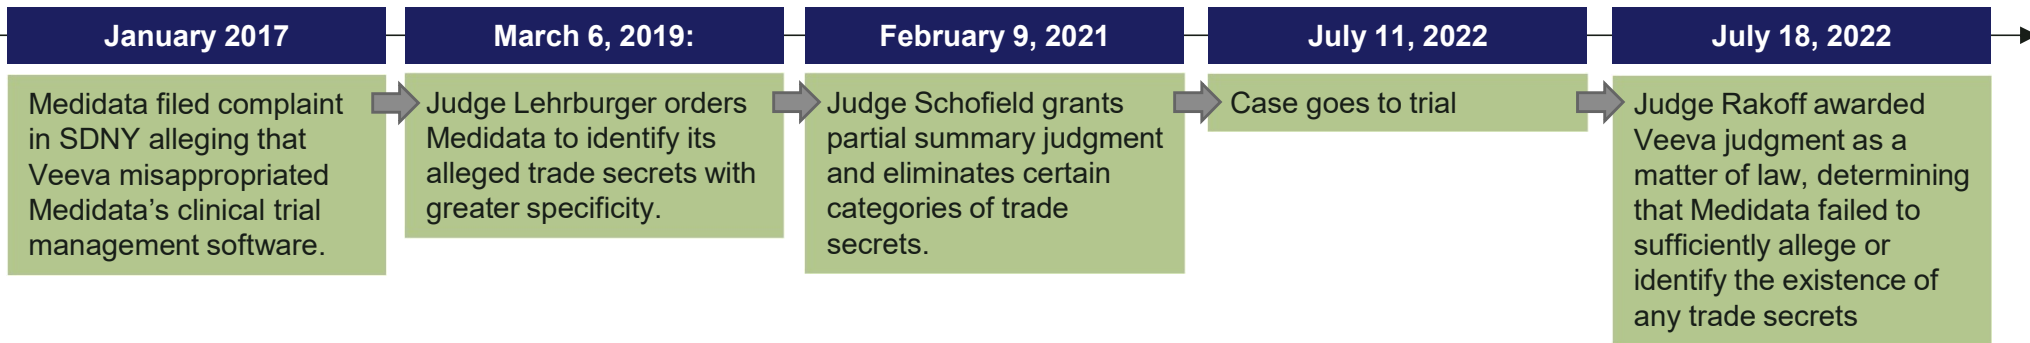 January 2017
Medidata filed complaint
in SDNY alleging that
Veeva misappropriated
Medidata’s clinical trial
management software.
March 6, 2019:
Judge Lehrburger orders
Medidata to identify its
alleged trade secrets with
greater specificity.
February 9, 2021
Judge Schofield grants
partial summary judgment
and eliminates certain
categories of trade
secrets.
July 11, 2022
Case goes to trial
July 18, 2022
Judge Rakoff awarded
Veeva judgment as a
matter of law, determining
that Medidata failed to
sufficiently allege or
identify the existence of
any trade secrets